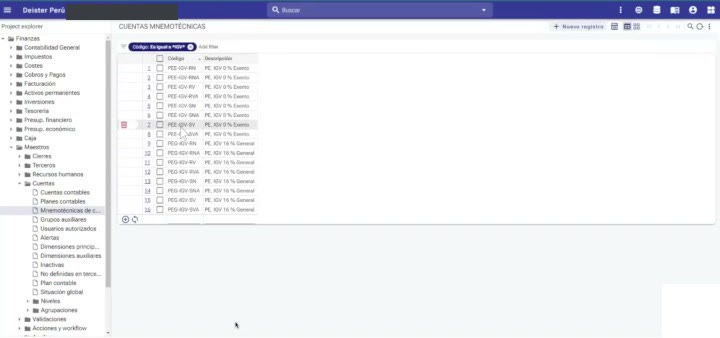 Deister Perú
Buscar
Project explorer
CUENTAS MNEMOTÉCNICAS
Nuevo registro
Finanzas
Contabilidad General
Impuestos
Costes
Cobros y Pagos
Facturación
Activos permanentes
Inversiones
Tesorería
Presup. financiero
Presup. económico
Caja
Maestros
Cierres
Terceros
Recursos humanos
Cuentas
Cuentas contables
Planes contables
Mnemotécnicas de c...
Grupos auxiliares
Usuarios autorizados
Alertas
Dimensiones princip...
Dimensiones auxiliares
Inactivas
No definidas en terce...
Plan contable
Situación global
Niveles
Agrupaciones
Validaciones
Acciones y workflow
Código: Es igual a *IGV* Add filter
Código Descripción
1 PEE-IGV-RN PE, IGV 0 % Exento
2 PEE-IGV-RNA PE, IGV 0 % Exento
3 PEE-IGV-RV PE, IGV 0 % Exento
4 PEE-IGV-RVA PE, IGV 0 % Exento
5 PEE-IGV-SN PE, IGV 0 % Exento
6 PEE-IGV-SNA PE, IGV 0 % Exento
7 PEE-IGV-SV PE, IGV 0 % Exento
8 PE, IGV 0 % Exento
9 PEG-IGV-RN PE, IGV 16 % General
10 PEG-IGV-RNA PE, IGV 16 % General
11 PEG-IGV-RV PE, IGV 16 % General
12 PEG-IGV-RVA PE, IGV 16 % General
13 PEG-IGV-SN PE, IGV 16 % General
14 PEG-IGV-SNA PE, IGV 16 % General
15 PEG-IGV-SV PE, IGV 16 % General
16 PEG-IGV-SVA PE, IGV 16 % General